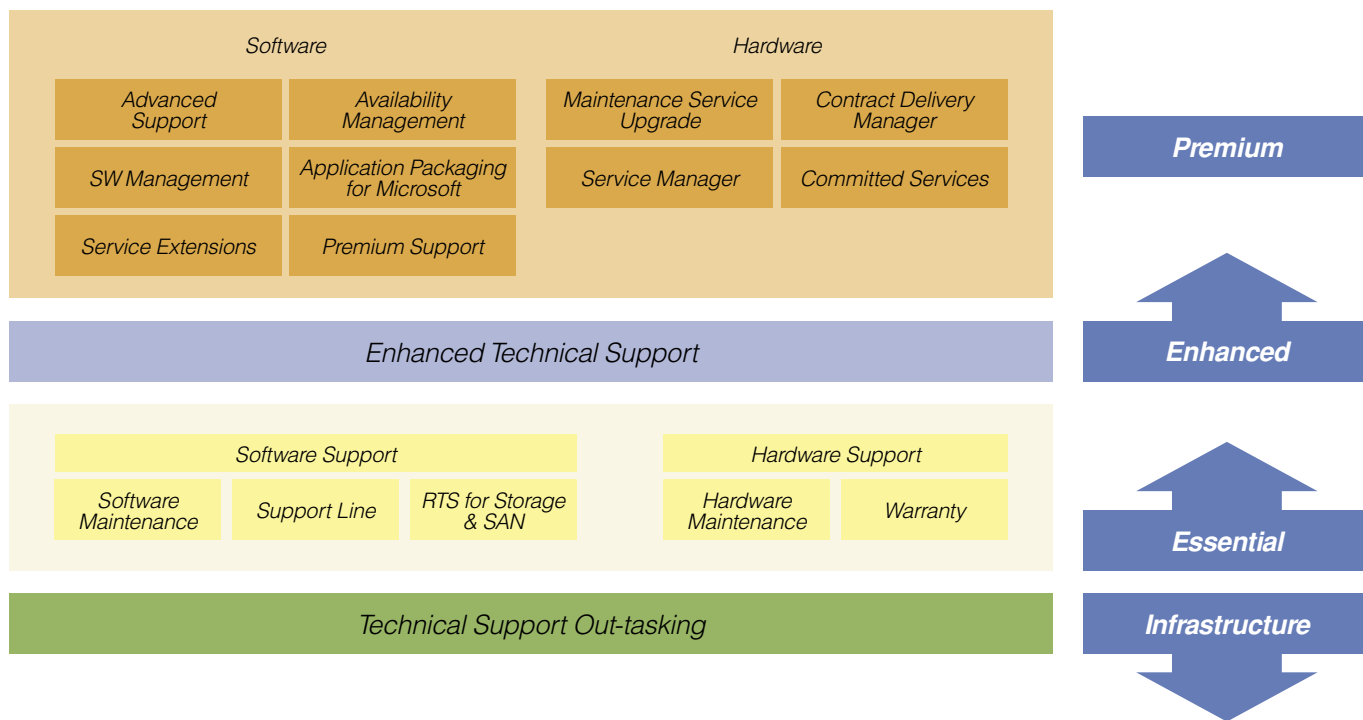 Software
Hardware
Advanced
Support
Availability
Management
Maintenance Service
Upgrade
Contract Delivery
Manager
Premium
SW Management
Application Packaging
for Microsoft
Service Manager
Committed Services
Service Extensions
Premium Support
Enhanced Technical Support
Enhanced
Software Support
Hardware Support
Software
Maintenance
Support Line
RTS for Storage
& SAN
Hardware
Maintenance
Warranty
Essential
Technical Support Out-tasking
Infrastructure